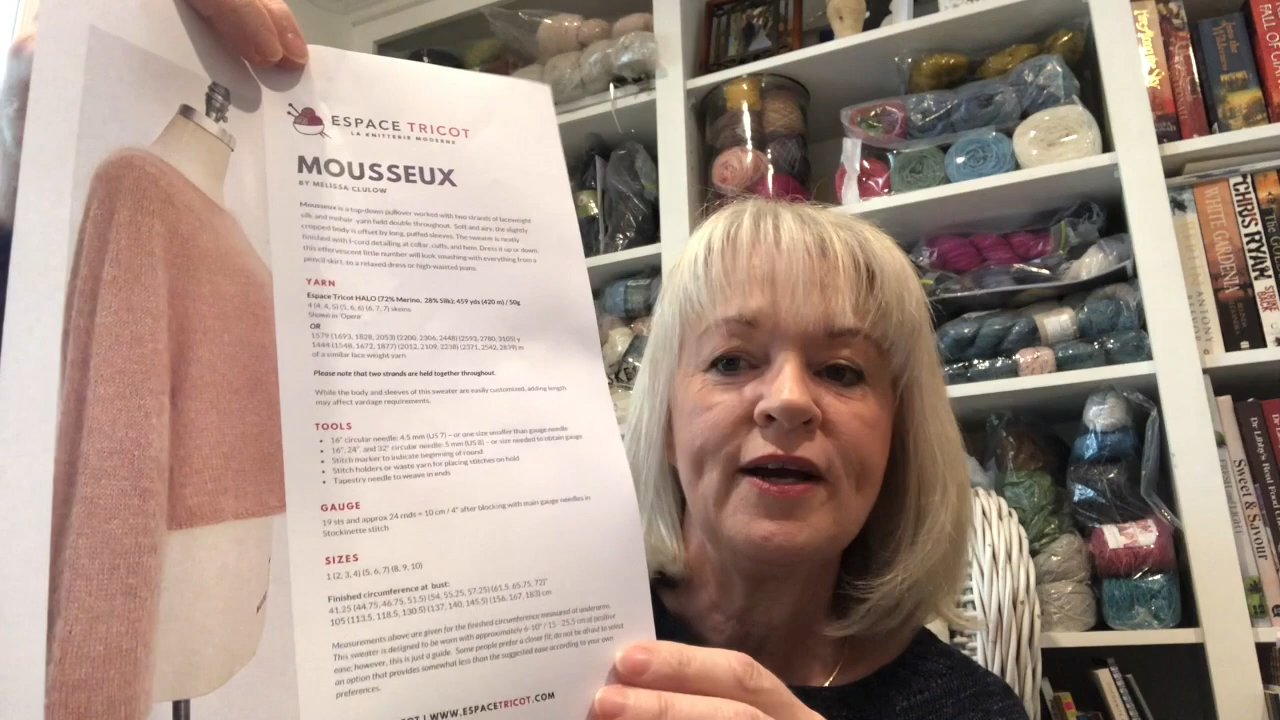 ESPACE TRICOT
LA KNITTERIE MODERNE
MOUSSEUX
BY MELISSA CLULOW
Mousseux is a top-down pullover worked with two strands of laceweight
silk and mohair yarn held double throughout. Soft and airy, the slightly
cropped body is offset by long, puffed sleeves. The sweater is neatly
finished with I-cord detailing at collar, cuffs, and hem. Dress it up or down,
this effervescent little number will look smashing with everything from a
pencil skirt, to a relaxed dress or high-waisted jeans.
YARN
Espace Tricot HALO (72% Merino, 28% Silk); 459 yds (420 m) / 50g
4 (4, 4, 5) (5, 6, 6) (6, 7, 7) skeins
Shown in 'Opera'
OR
1579 (1693, 1828, 2053) (2200, 2306, 2448) (2593, 2780, 3105) y
1444 (1548, 1672, 1877) (2012, 2109, 2238) (2371, 2542, 2839) m
of a similar lace weight yarn
Please note that two strands are held together throughout.
While the body and sleeves of this sweater are easily customized, adding length
may affect yardage requirements.
TOOLS
• 16" circular needle: 4.5 mm (US 7) – or one size smaller than gauge needle
• 16", 24", and 32" circular needle: 5 mm (US 8) – or size needed to obtain gauge
• Stitch marker to indicate beginning of round
• Stitch holders or waste yarn for placing stitches on hold
• Tapestry needle to weave in ends
GAUGE
19 sts and approx 24 rnds = 10 cm / 4" after blocking with main gauge needles in
Stockinette stitch
SIZES
1 (2, 3, 4) (5, 6, 7) (8, 9, 10)
Finished circumference at bust:
41.25 (44.75, 46.75, 51.5) (54, 55.25, 57.25) (61.5, 65.75, 72)"
105 (113.5, 118.5, 130.5) (137, 140, 145.5) (156, 167, 183) cm
Measurements above are given for the finished circumference measured at underarms.
This sweater is designed to be worn with approximately 6-10" / 15 - 25.5 cm of positive
ease; however, this is just a guide. Some people prefer a closer fit; do not be afraid to select
an option that provides somewhat less than the suggested ease according to your own
preferences.
| WWW.ESPACETRICOT.COM
FALL OF
WHITE GARDENIA
CHRIS RYAN
Sweet & Savour